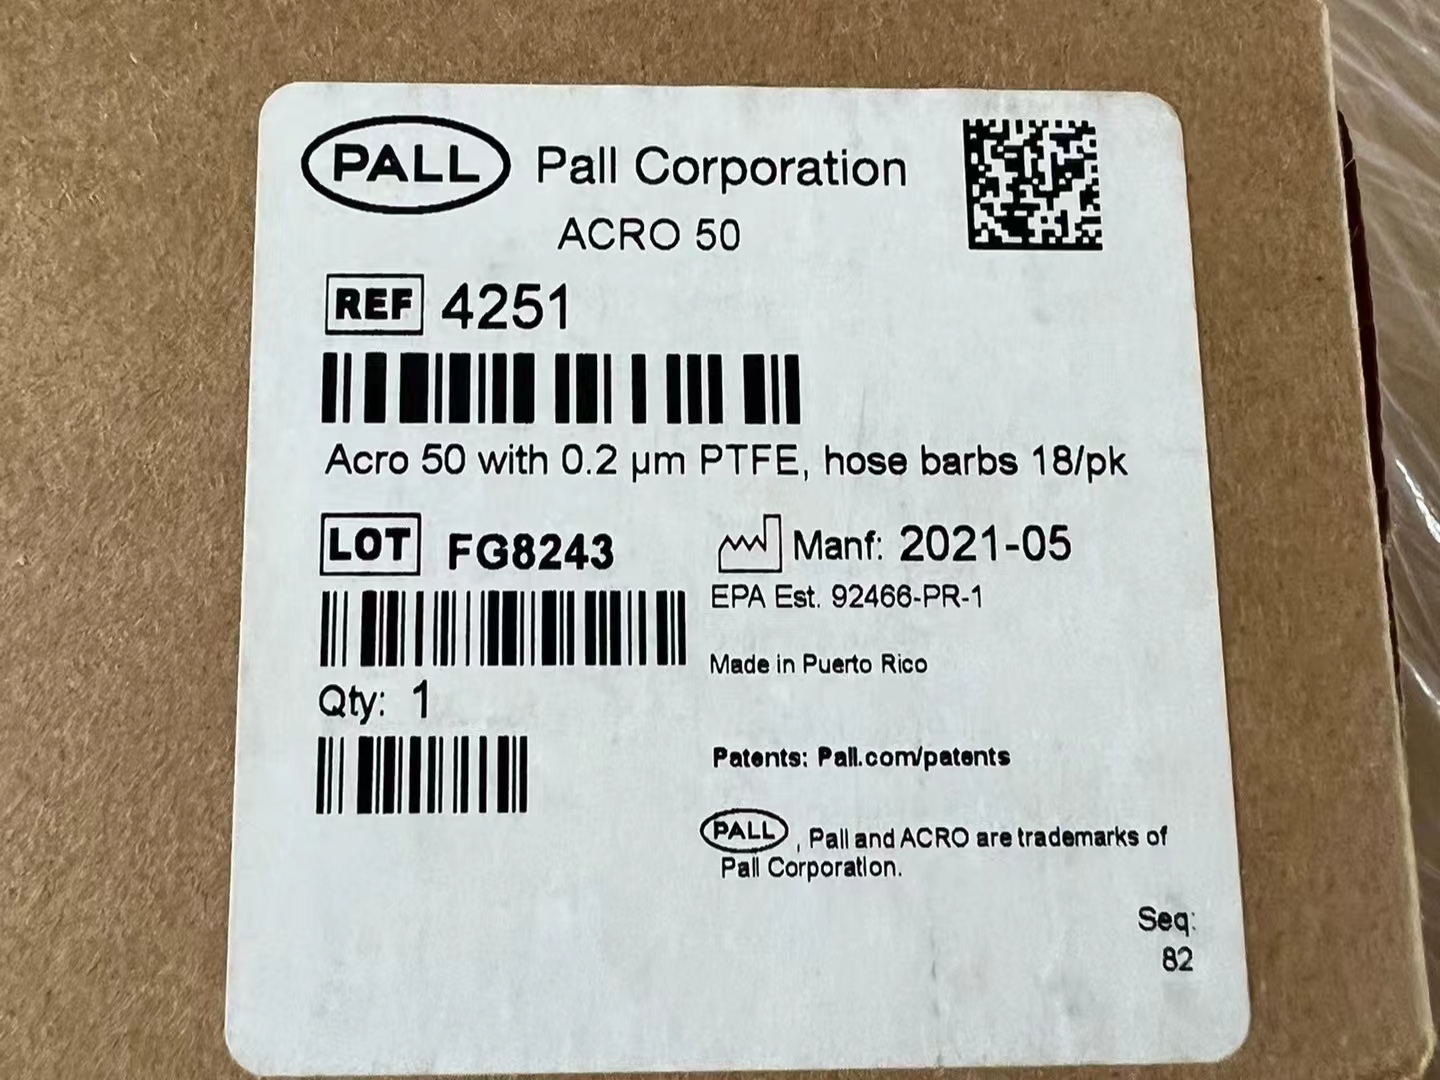 PALL Pall Corporation
ACRO 50
REF 4251
Acro 50 with 0.2 µm PTFE, hose barbs 18/pk
LOT FG8243
Manf: 2021-05
EPA Est. 92466-PR-1
Made in Puerto Rico
Qty: 1
Patents: Pall.com/patents
PALL , Pall and ACRO are trademarks of
Pall Corporation.
Seq:
82